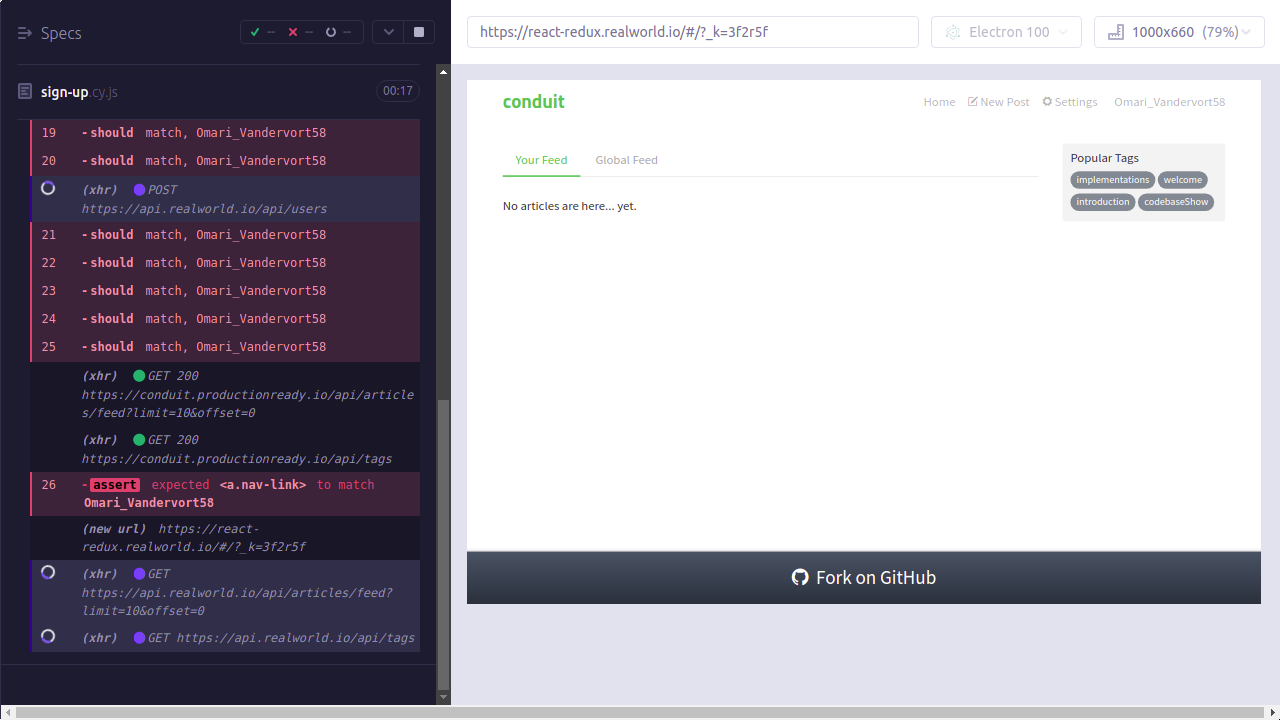 Specs
--
--
--
sign-up.cy.js
00:17
19 -should match, Omari_Vandervort58
20 -should match, Omari_Vandervort58
(xhr) POST
https://api.realworld.io/api/users
21 -should match, Omari_Vandervort58
22 -should match, Omari_Vandervort58
23 -should match, Omari_Vandervort58
24 -should match, Omari_Vandervort58
25 -should match, Omari_Vandervort58
(xhr) GET 200
https://conduit.productionready.io/api/article
s/feed?limit=10&offset=0
(xhr) GET 200
https://conduit.productionready.io/api/tags
26 -assert expected <a.nav-link> to match
Omari_Vandervort58
(new url) https://react-
redux.realworld.io/#/?_k=3f2r5f
(xhr) GET
https://api.realworld.io/api/articles/feed?
limit=10&offset=0
(xhr) GET https://api.realworld.io/api/tags
https://react-redux.realworld.io/#/?_k=3f2r5f
Electron 100
1000x660 (79%)
conduit
Home New Post Settings Omari_Vandervort58
Your Feed Global Feed
No articles are here... yet.
Popular Tags
implementations welcome
introduction codebaseShow
Fork on GitHub